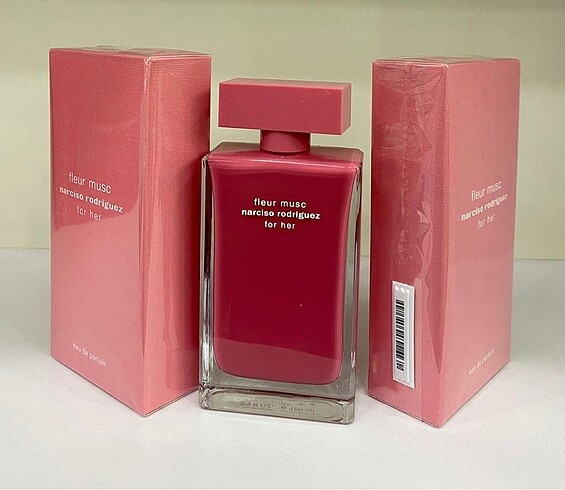 fleur musc
narciso rodriguez
for her
eau de parfum
fleur musc
narciso rodriguez
for her
fleur musc
narciso rodriguez
for her
eau de parfum